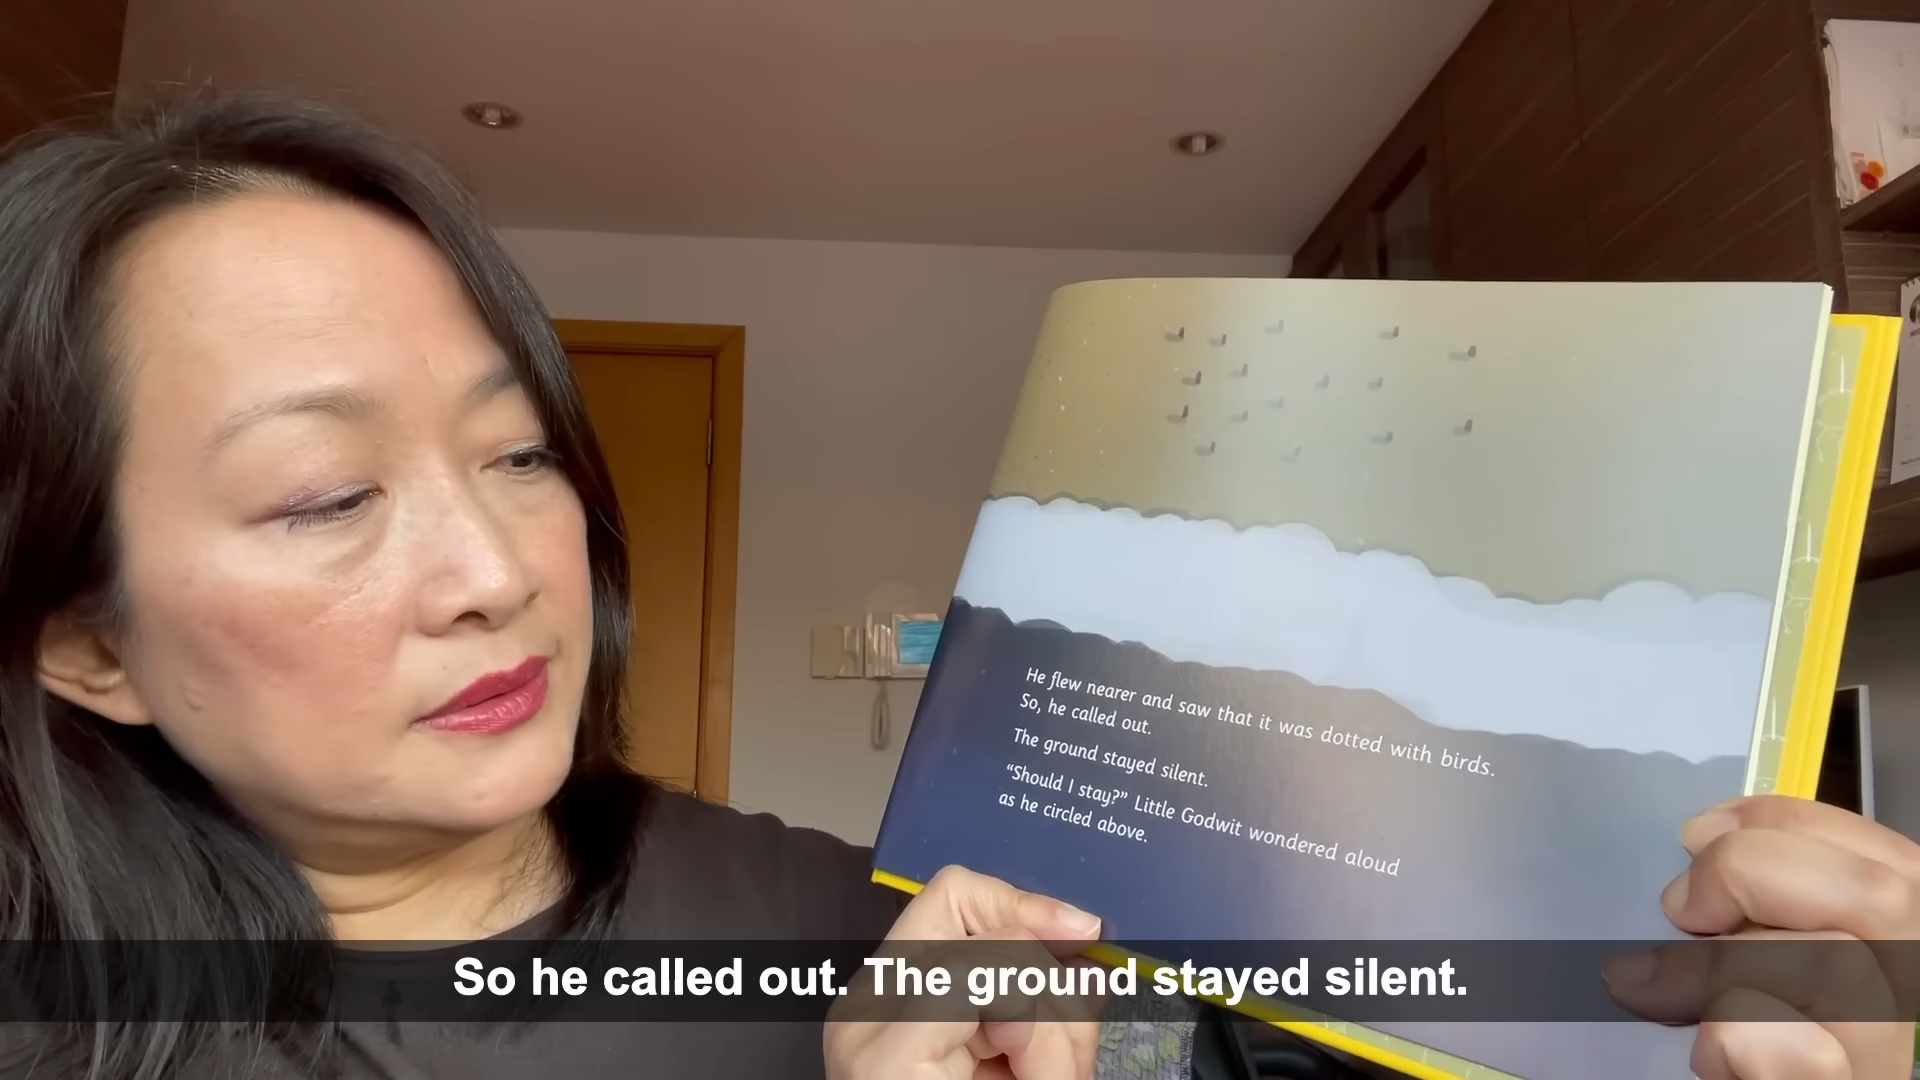 He flew nearer and saw that it was dotted with birds.
So, he called out.
The ground stayed silent.
“Should I stay?” Little Godwit wondered aloud
as he circled above.
So he called out. The ground stayed silent.